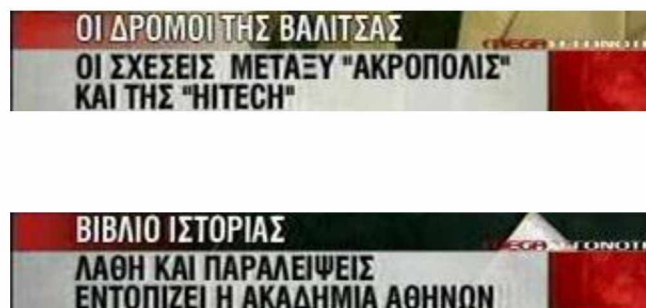 ΟΙ ΔΡΟΜΟΙ ΤΗΣ ΒΑΛΙΤΣΑΣ
ΟΙ ΣΧΕΣΕΙΣ ΜΕΤΑΞΥ "ΑΚΡΟΠΟΛΙΣ"
ΚΑΙ ΤΗΣ "HITECH"
ΒΙΒΛΙΟ ΙΣΤΟΡΙΑΣ
ΛΑΘΗ ΚΑΙ ΠΑΡΑΛΕΙΨΕΙΣ
ΕΝΤΟΠΙΖΕΙ Η ΑΚΑΔΗΜΙΑ ΑΘΗΝΩΝ